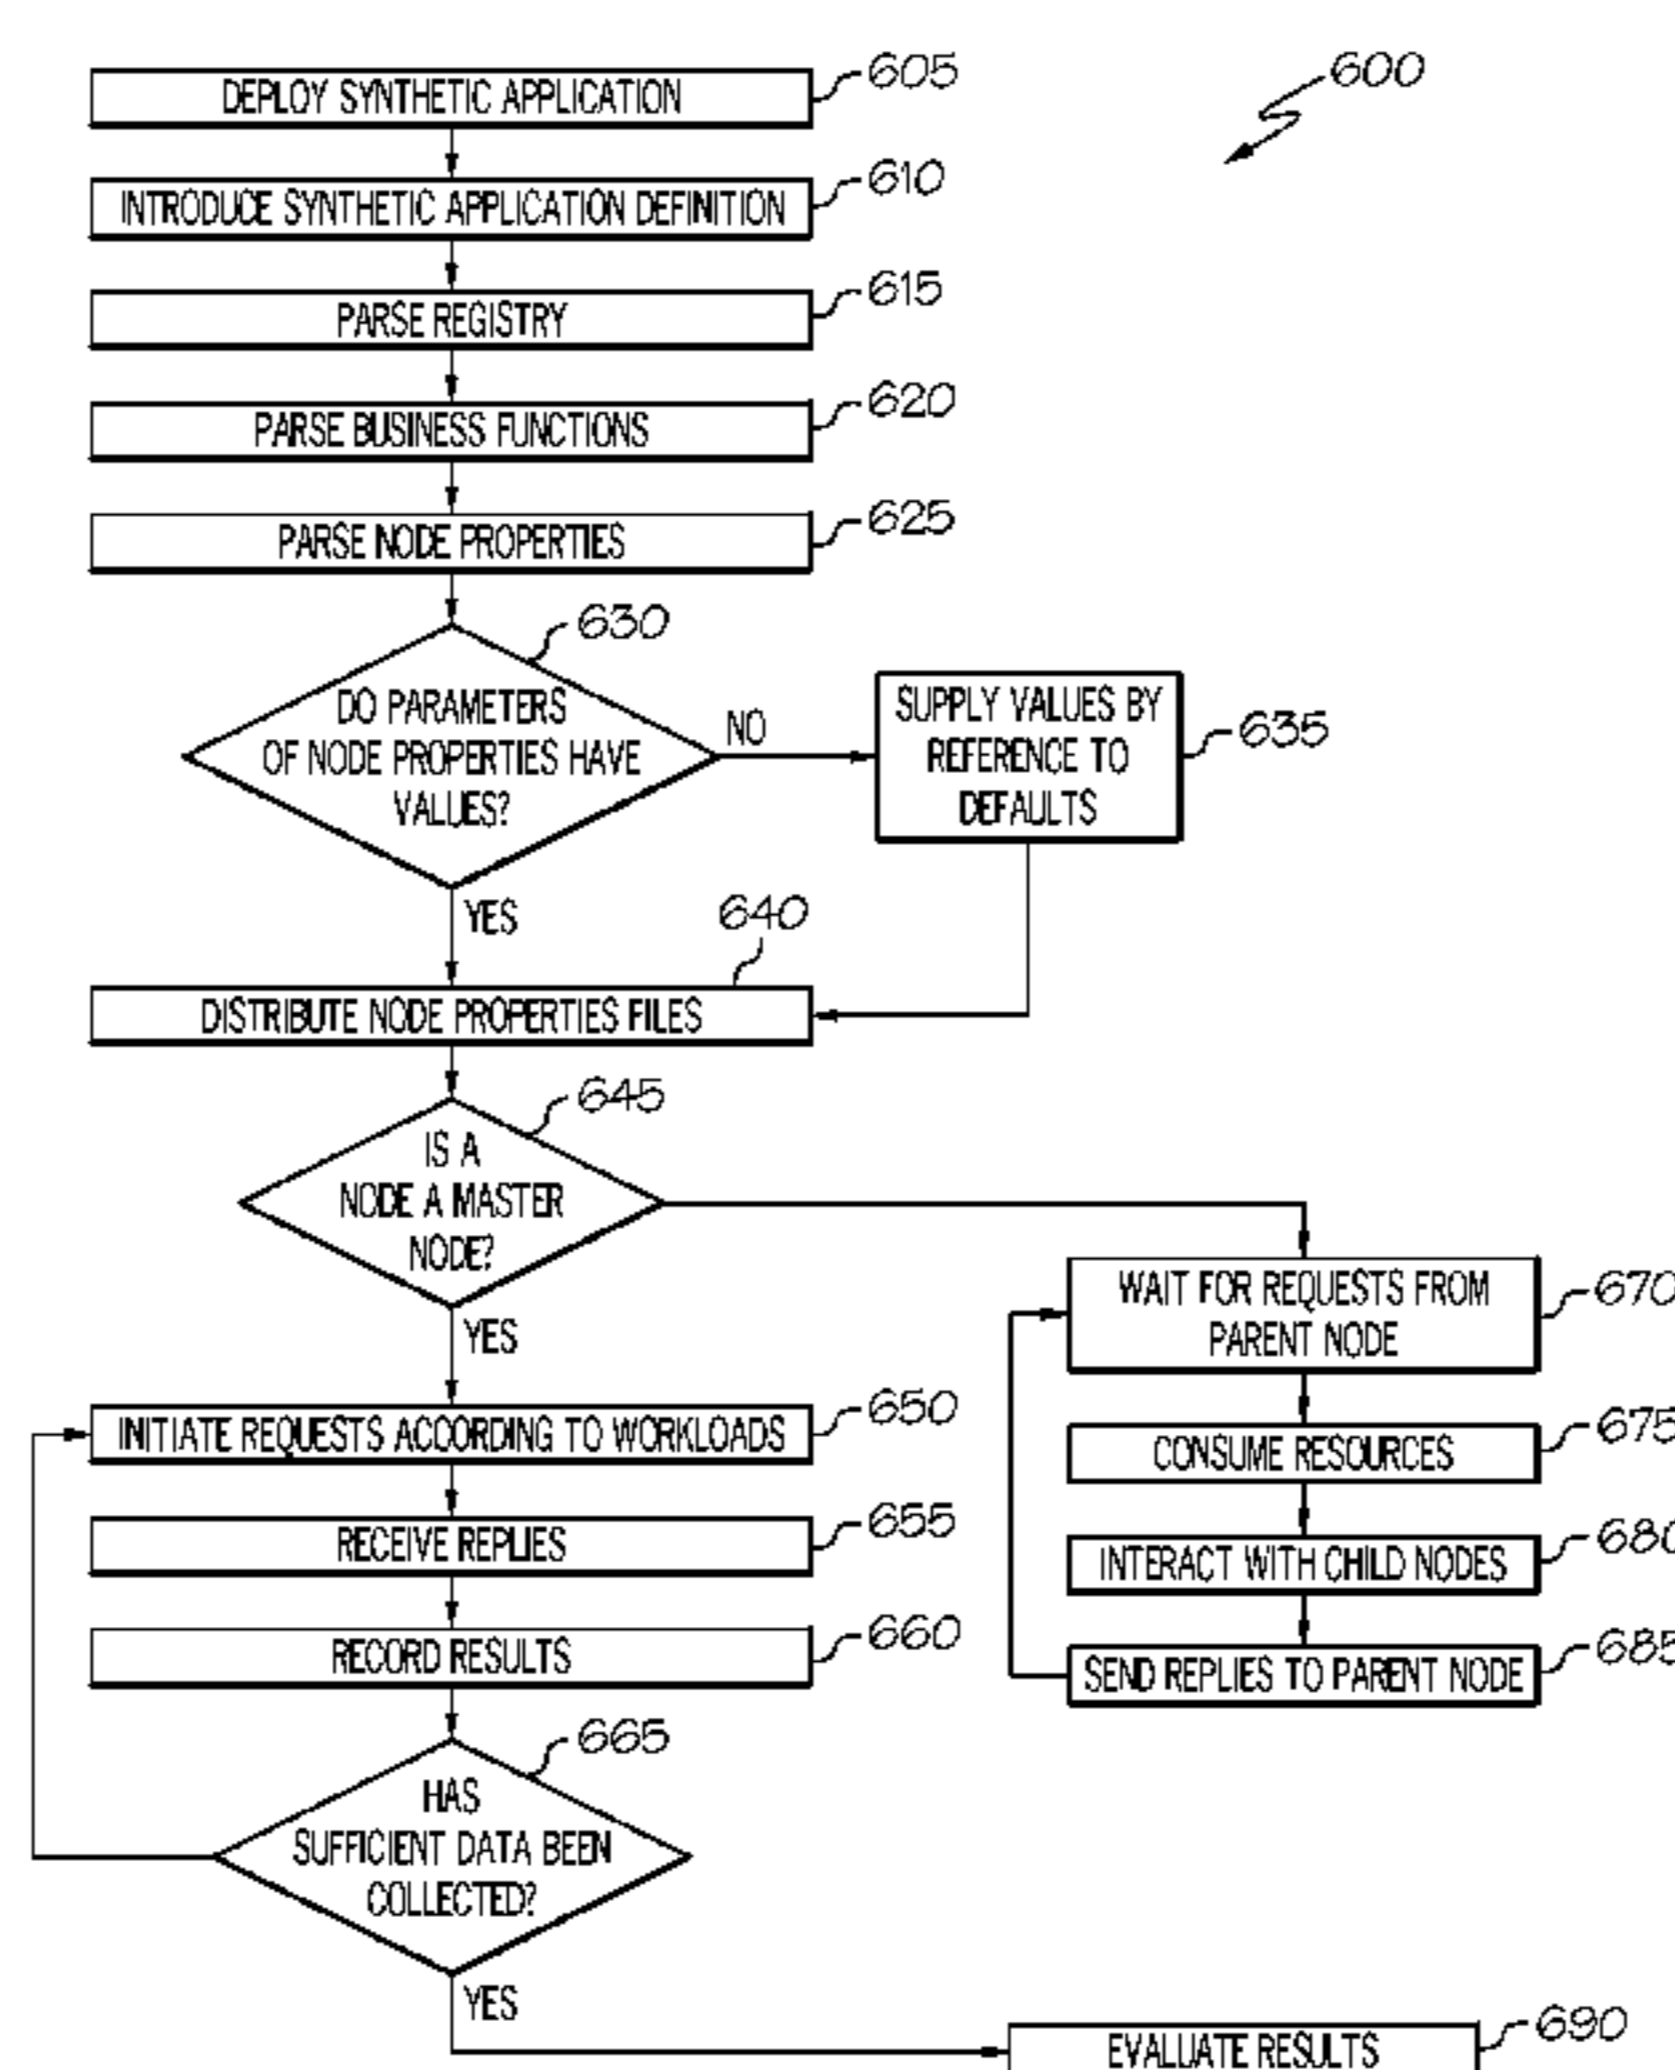 600
DEPLOY SYNTHETIC APPLICATION
605
INTRODUCE SYNTHETIC APPLICATION DEFINITION
610
PARSE REGISTRY
615
PARSE BUSINESS FUNCTIONS
620
PARSE NODE PROPERTIES
625
630
DO PARAMETERS
OF NODE PROPERTIES HAVE
VALUES?
NO
SUPPLY VALUES BY
REFERENCE TO
DEFAULTS
635
YES
640
DISTRIBUTE NODE PROPERTIES FILES
645
IS A
NODE A MASTER
NODE?
YES
INITIATE REQUESTS ACCORDING TO WORKLOADS
650
RECEIVE REPLIES
655
RECORD RESULTS
660
665
HAS
SUFFICIENT DATA BEEN
COLLECTED?
YES
WAIT FOR REQUESTS FROM
PARENT NODE
670
CONSUME RESOURCES
675
INTERACT WITH CHILD NODES
680
SEND REPLIES TO PARENT NODE
685
EVALUATE RESULTS
690